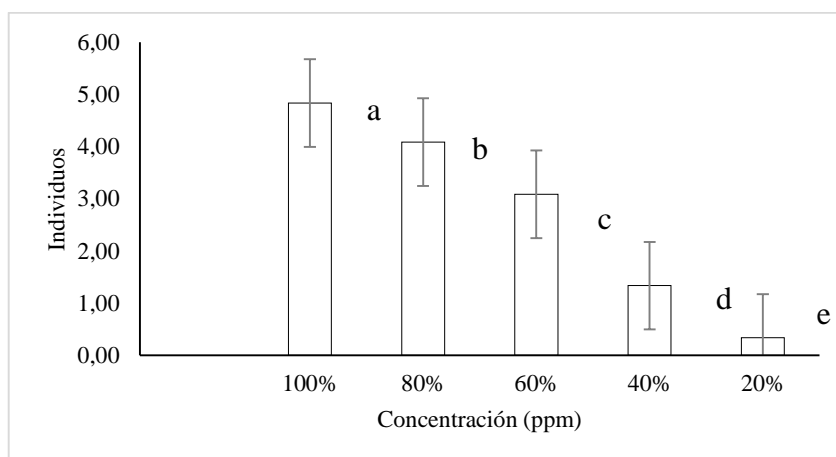 6,00
5,00
4,00
3,00
2,00
1,00
0,00
Individuos
a
b
c
d
e
100% 80% 60% 40% 20%
Concentración (ppm)